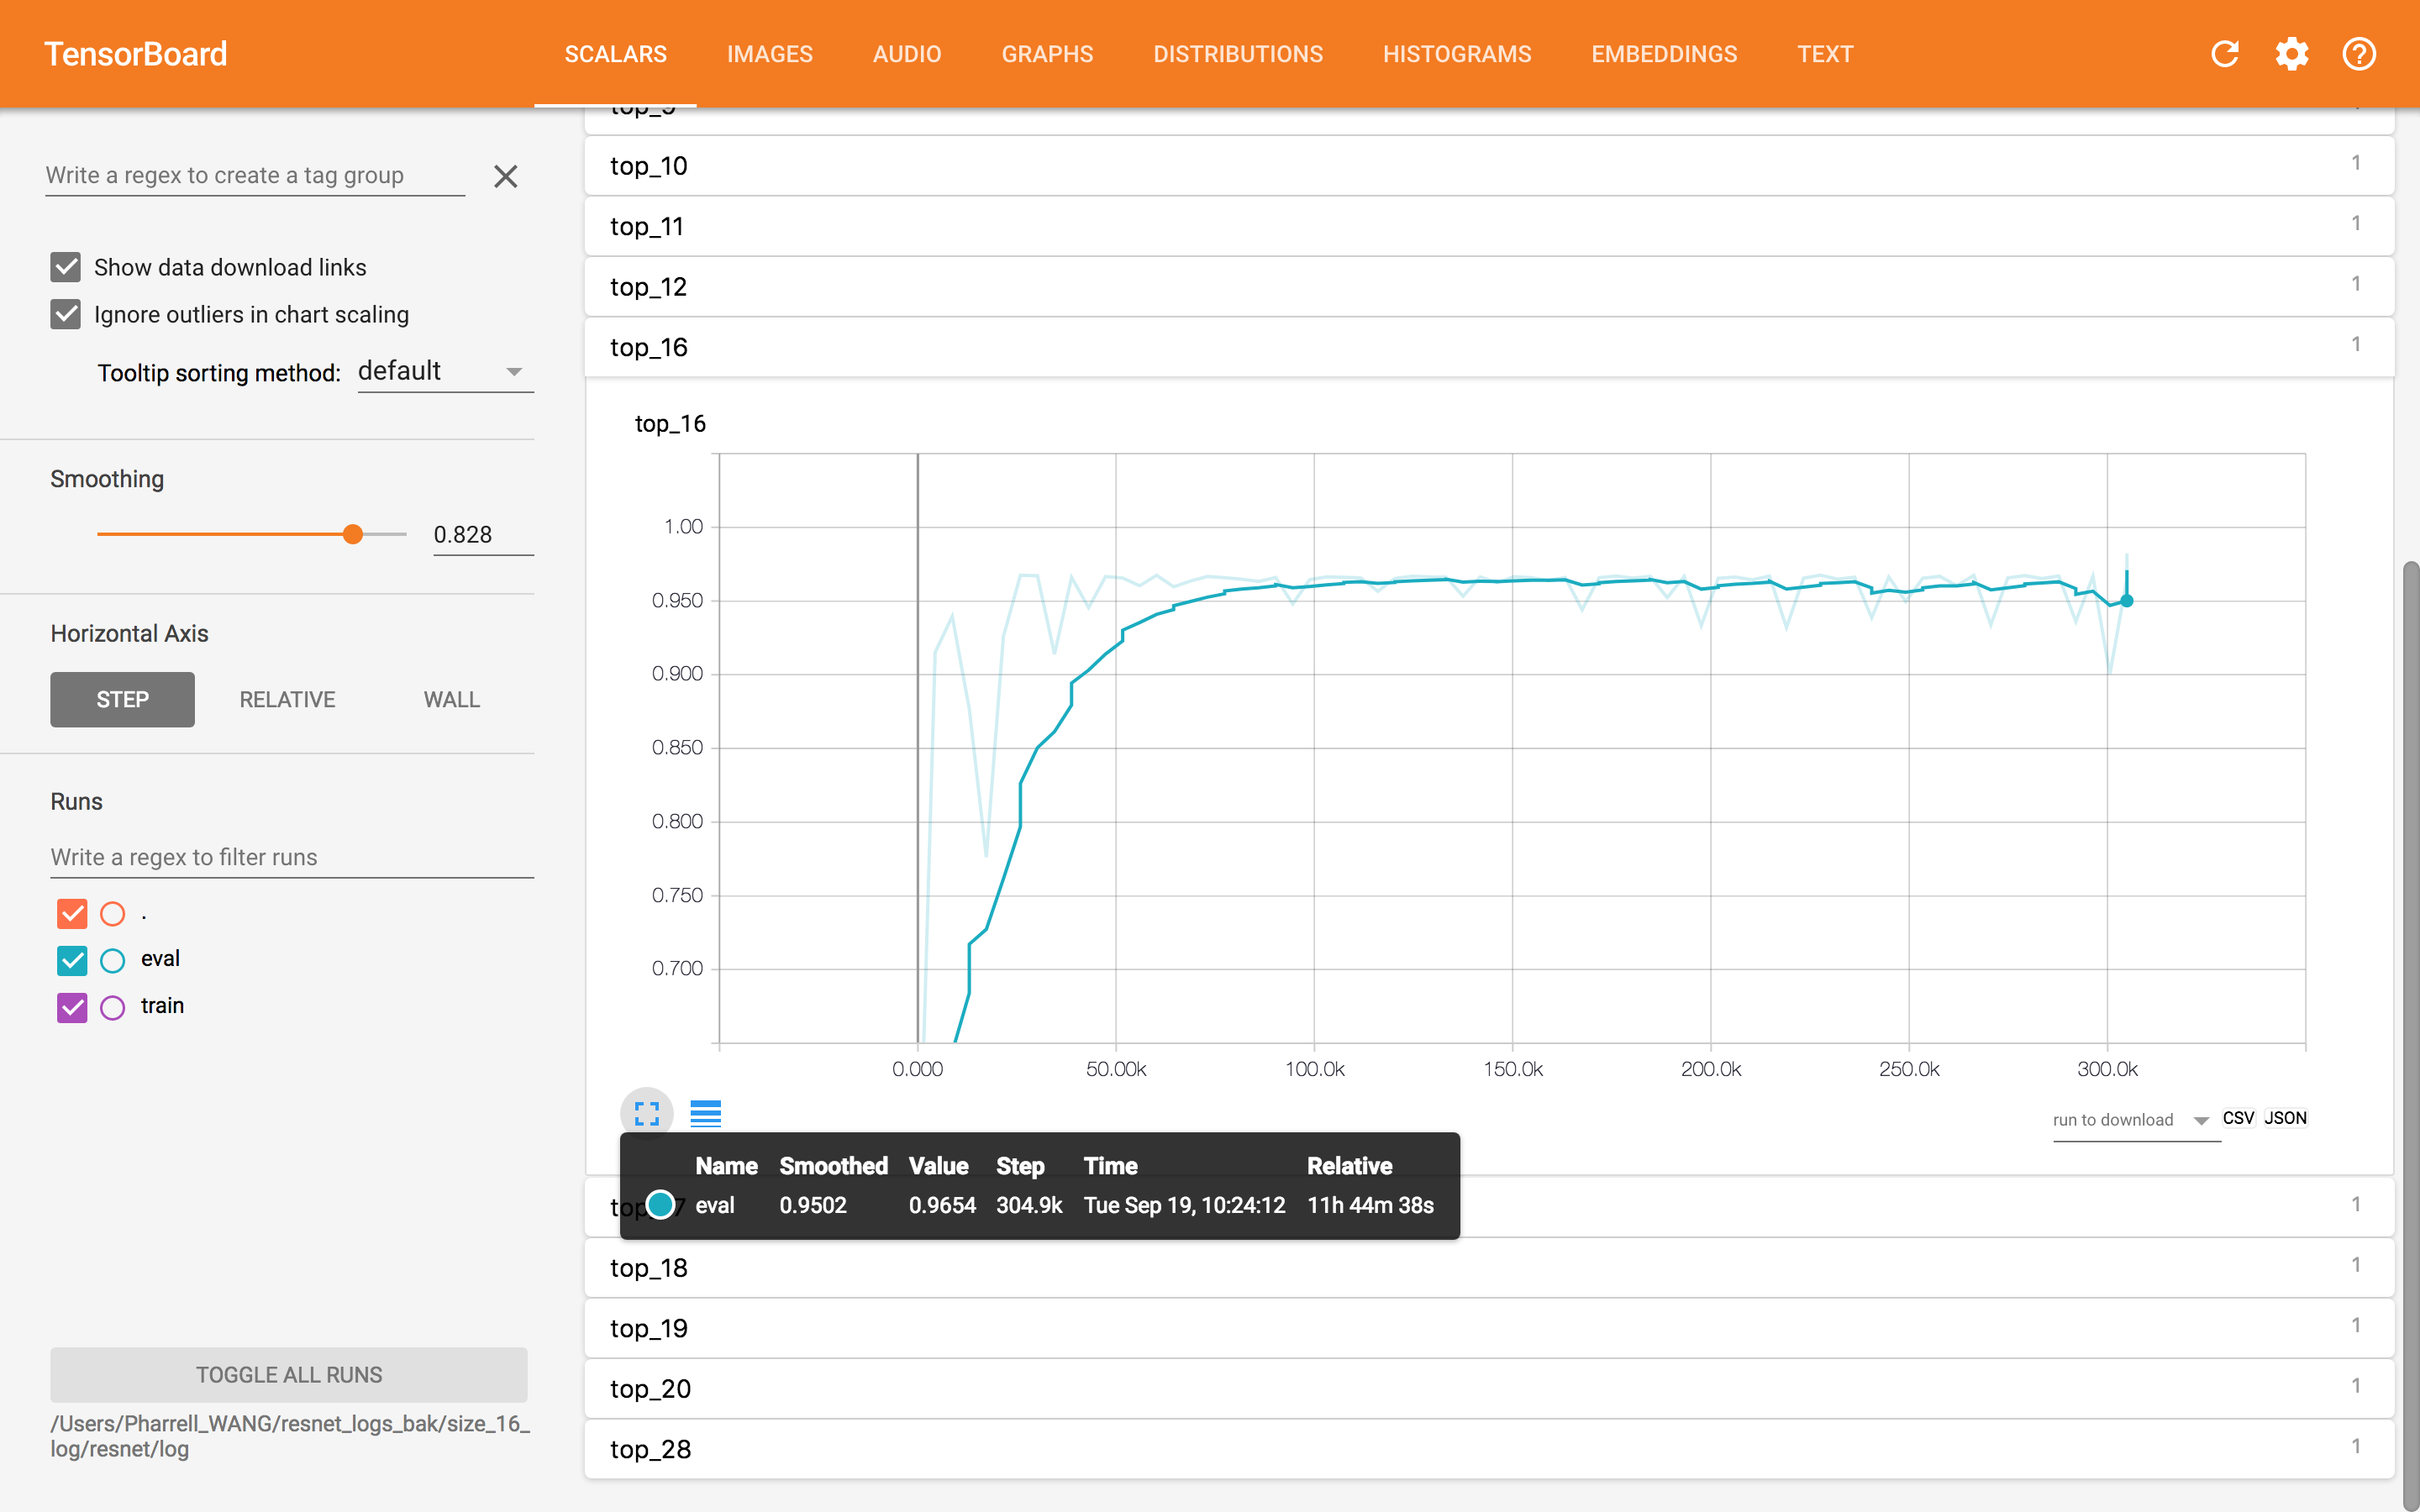 TensorBoard
SCALARS IMAGES AUDIO GRAPHS DISTRIBUTIONS HISTOGRAMS EMBEDDINGS TEXT
Write a regex to create a tag group
Show data download links
Ignore outliers in chart scaling
Tooltip sorting method: default
Smoothing
0.828
Horizontal Axis
STEP RELATIVE WALL
Runs
Write a regex to filter runs
.
eval
train
TOGGLE ALL RUNS
/Users/Pharrell_WANG/resnet_logs_bak/size_16_
log/resnet/log
top_10 1
top_11 1
top_12 1
top_16 1
top_16
1.00
0.950
0.900
0.850
0.800
0.750
0.700
0.000 50.00k 100.0k 150.0k 200.0k 250.0k 300.0k
run to download CSV JSON
Name Smoothed Value Step Time Relative
eval 0.9502 0.9654 304.9k Tue Sep 19, 10:24:12 11h 44m 38s
1
top_18 1
top_19 1
top_20 1
top_28 1